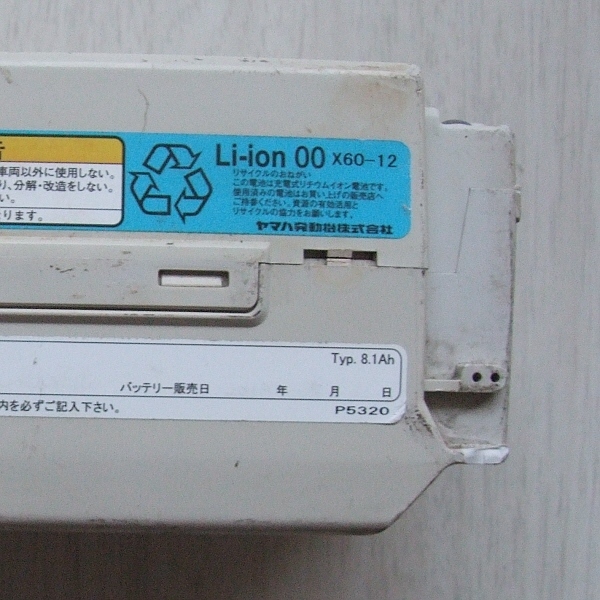 Li-ion 00 X60-12
リサイクルのおねがい
この電池は充電式リチウムイオン電池です。
使用済みの電池はお買い上げの販売店へ
ご持参ください。資源の有効活用と
リサイクルの協力をお願いします。
ヤマハ発動機株式会社
車両以外に使用しない。
り、分解・改造をしない。
い。
ります。
Typ. 8.1Ah
バッテリー販売日 年 月 日
内を必ずご記入下さい。 P5320